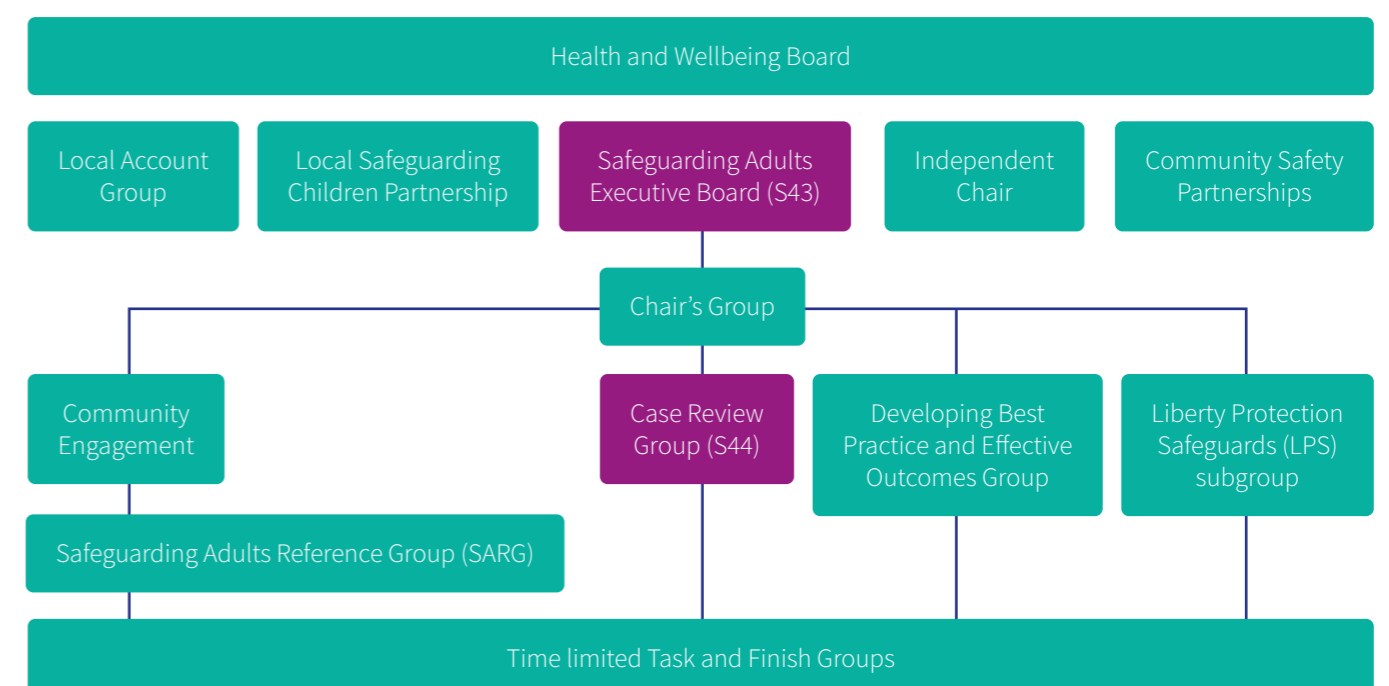 Health and Wellbeing Board
Local Account
Group
Local Safeguarding
Children Partnership
Safeguarding Adults
Executive Board (S43)
Independent
Chair
Community Safety
Partnerships
Chair’s Group
Community
Engagement
Case Review
Group (S44)
Developing Best
Practice and Effective
Outcomes Group
Liberty Protection
Safeguards (LPS)
subgroup
Safeguarding Adults Reference Group (SARG)
Time limited Task and Finish Groups